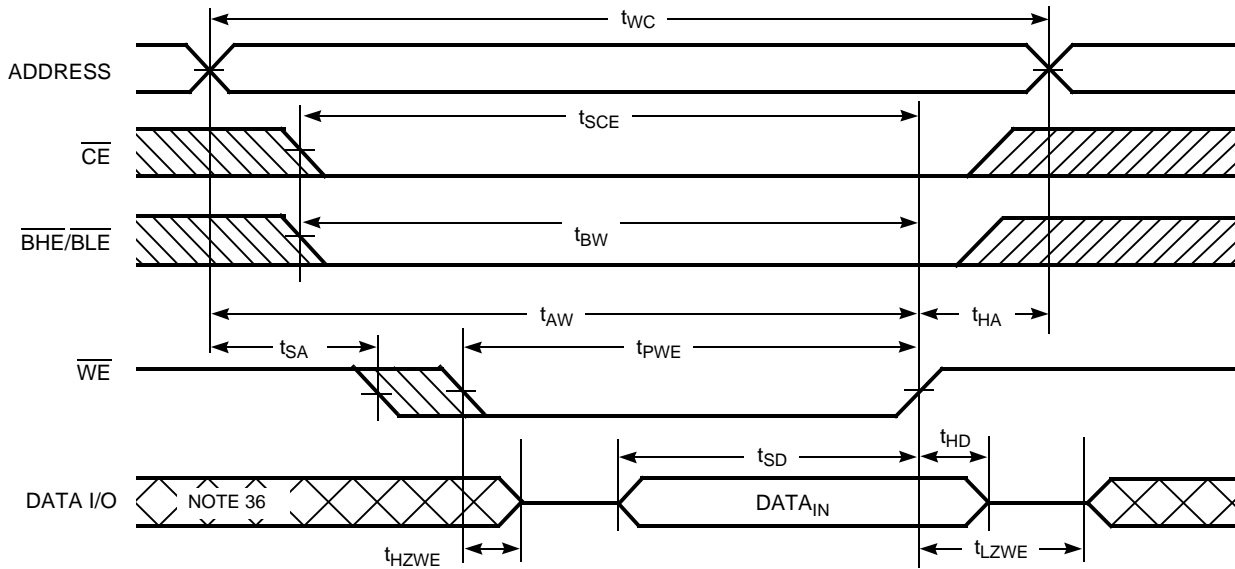 tWC
ADDRESS
tSCE
CE
BHE/BLE
tBW
tAW
tHA
tSA
tPWE
WE
tSD
tHD
DATA I/O
NOTE 36
DATAIN
tHZWE
tLZWE